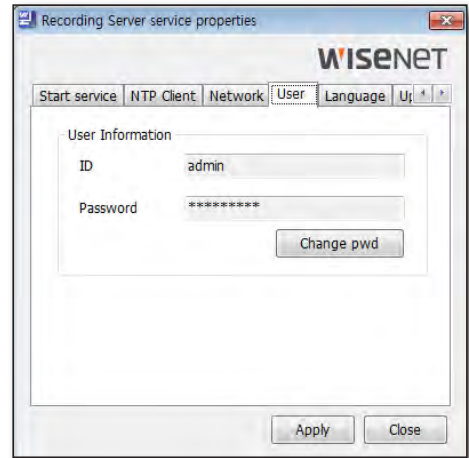 Recording Server service properties
WISENET
Start service NTP Client Network User Language
User Information
ID admin
Password *********
Change pwd
Apply Close